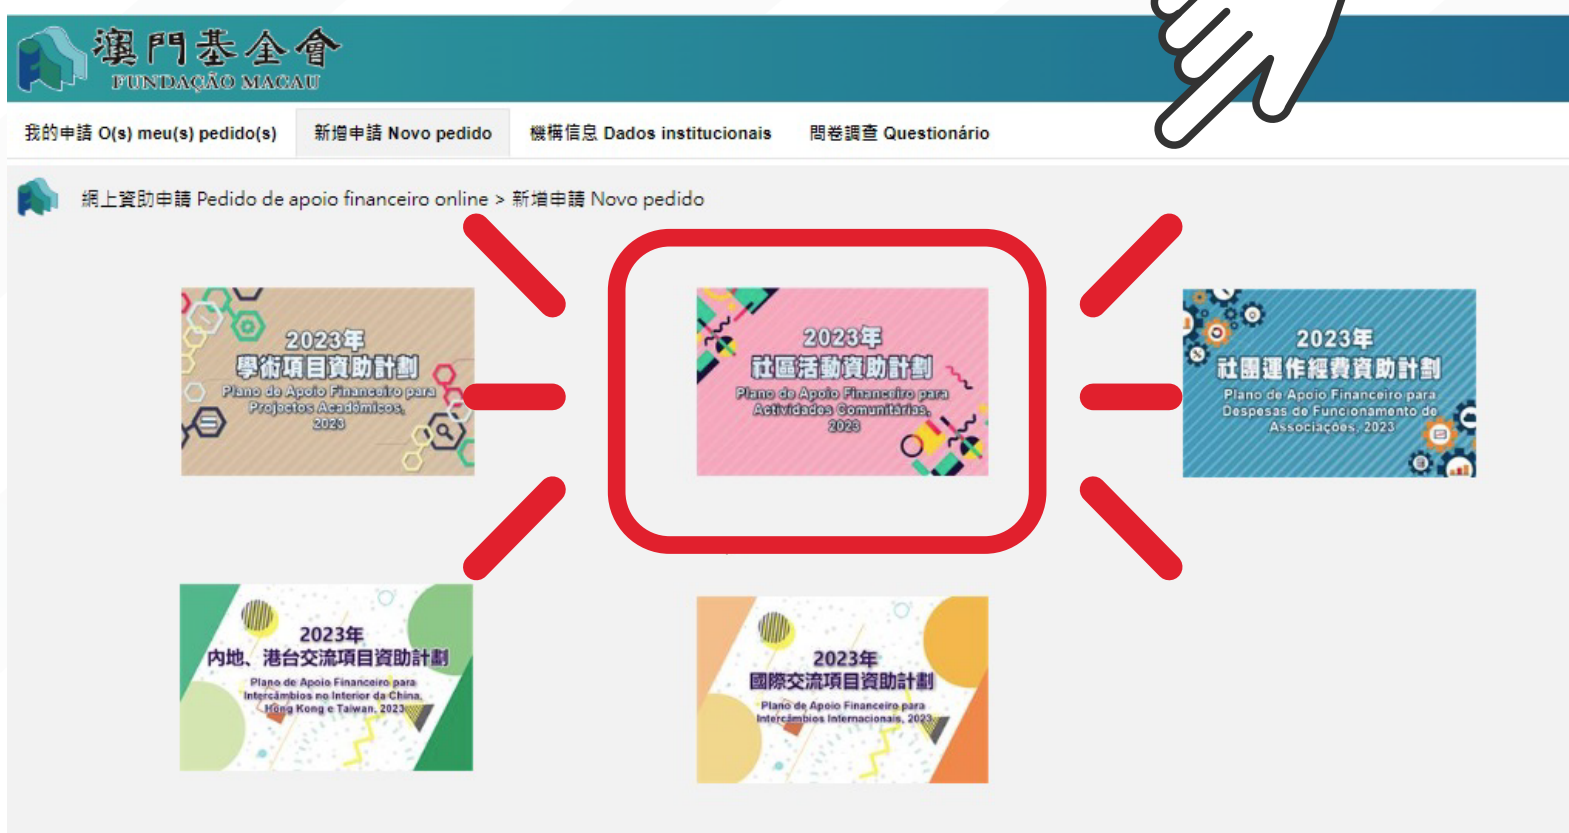 澳門基金會
FUNDAÇÃO MACAU
我的申請 O(s) meu(s) pedido(s)
新增申請 Novo pedido
機構信息 Dados institucionais
問卷調查 Questionário
網上資助申請 Pedido de apoio financeiro online > 新增申請 Novo pedido
2023年
學術項目資助計劃
Plano de Apoio Financeiro para
Projectos Académicos,
2023
2023年
社區活動資助計劃
Plano de Apoio Financeiro para
Actividades Comunitárias,
2023
2023年
社團運作經費資助計劃
Plano de Apoio Financeiro para
Despesas de Funcionamento de
Associações, 2023
2023年
內地、港台交流項目資助計劃
Plano de Apoio Financeiro para
Intercâmbios no Interior da China,
Hong Kong e Taiwan, 2023
2023年
國際交流項目資助計劃
Plano de Apoio Financeiro para
Intercâmbios Internacionais, 2023